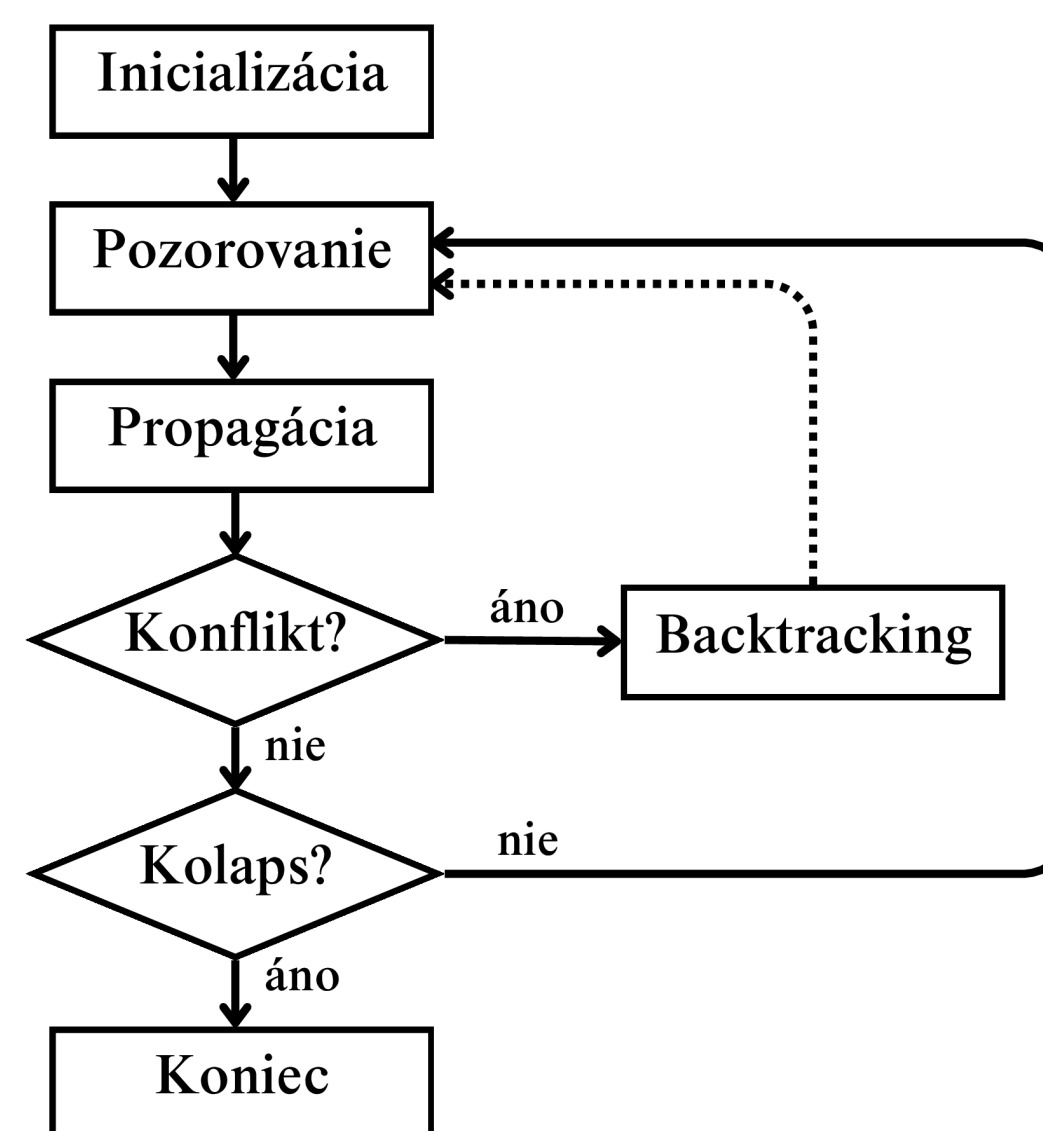 Inicializácia
Pozorovanie
Propagácia
Konflikt?
áno
Backtracking
nie
Kolaps?
nie
áno
Koniec